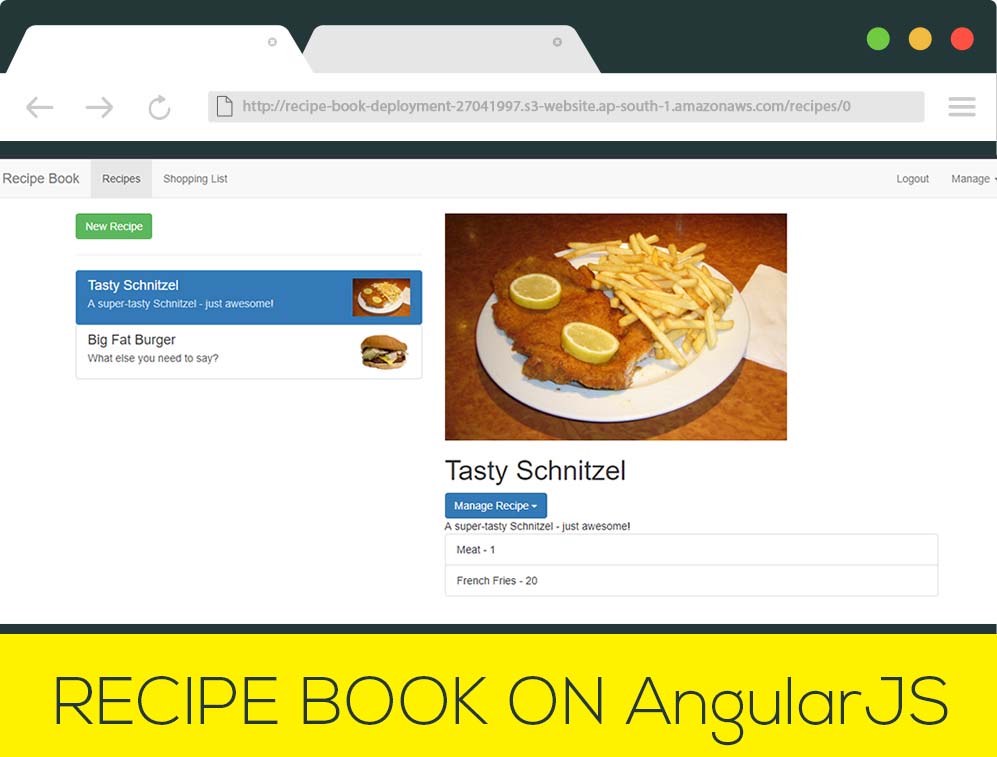 http://recipe-book-deployment-27041997.s3-website.ap-south-1.amazonaws.com/recipes/0
Recipe Book Recipes Shopping List Logout Manage
New Recipe
Tasty Schnitzel
A super-tasty Schnitzel - just awesome!
Big Fat Burger
What else you need to say?
Tasty Schnitzel
Manage Recipe
A super-tasty Schnitzel - just awesome!
Meat - 1
French Fries - 20
RECIPE BOOK ON AngularJS